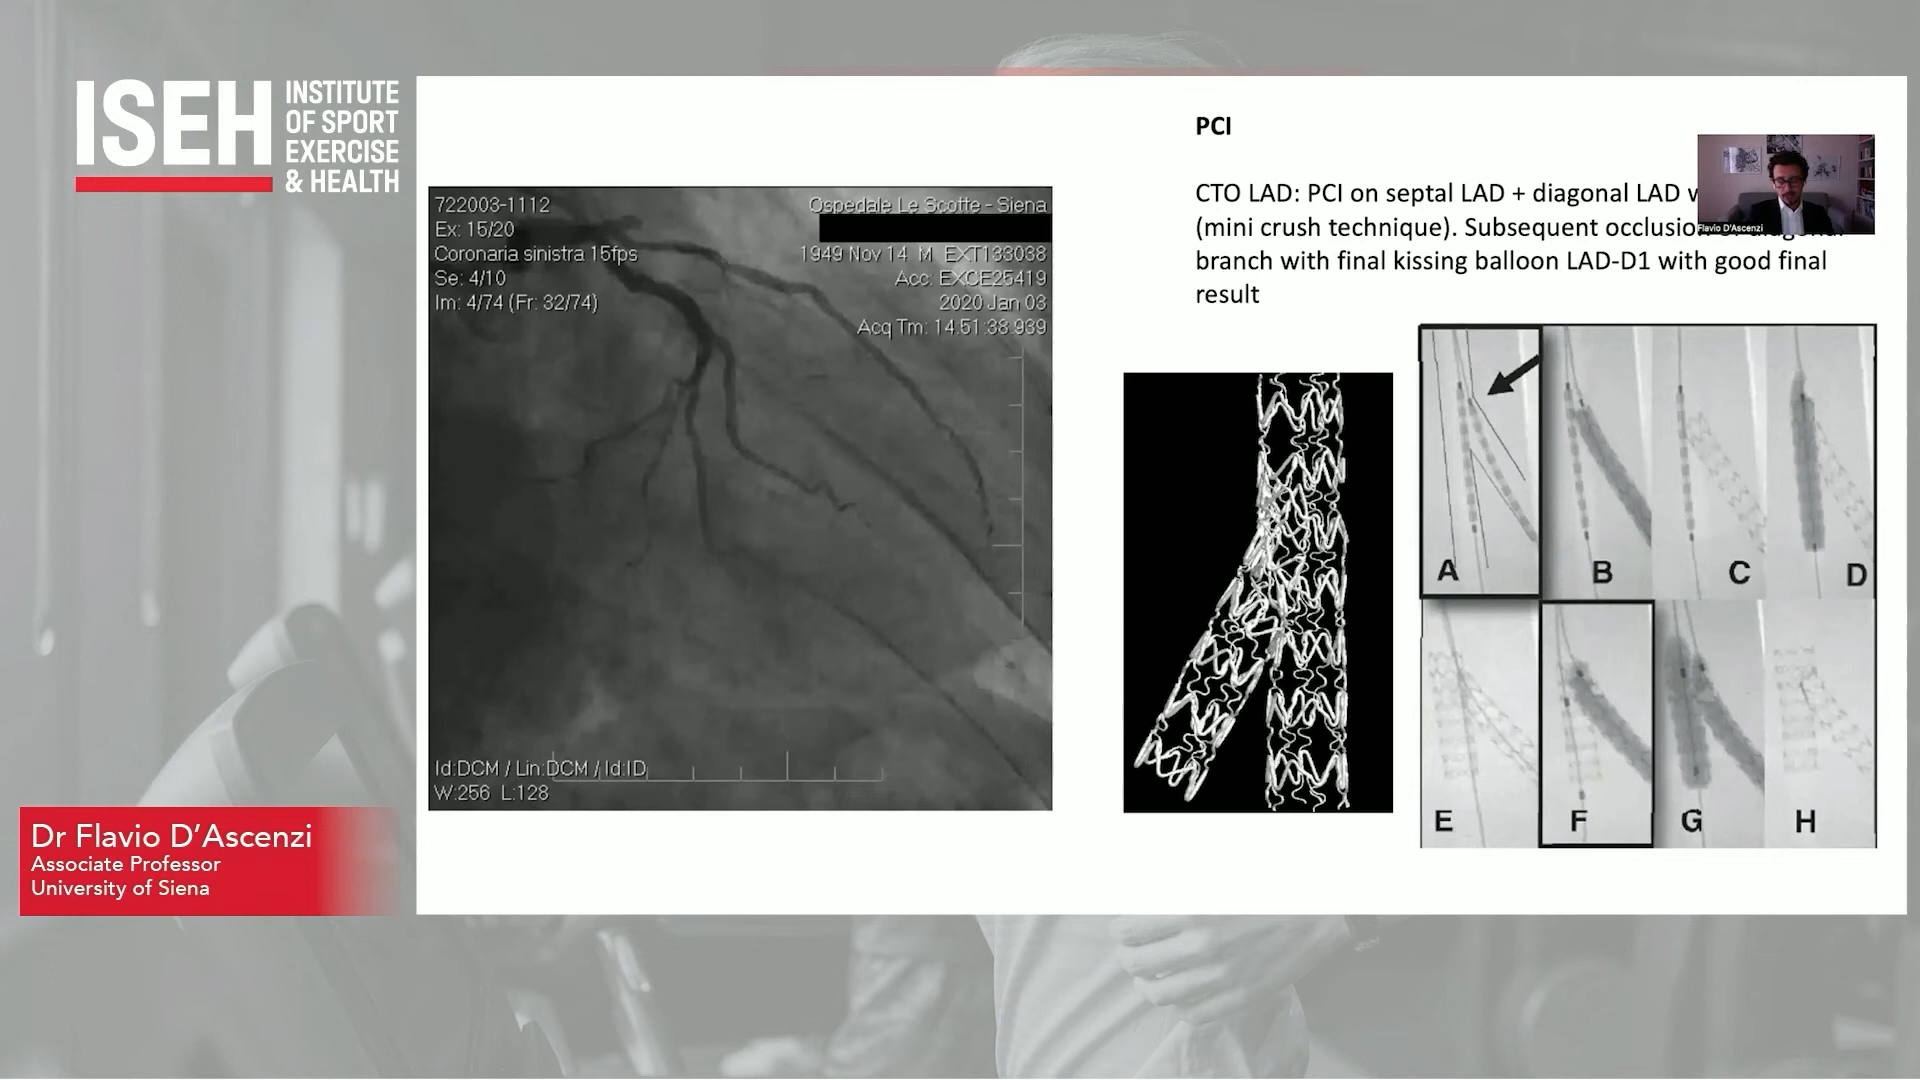 ISEH
INSTITUTE
OF SPORT
EXERCISE
& HEALTH
PCI
CTO LAD: PCI on septal LAD + diagonal LAD
(mini crush technique). Subsequent
branch with final kissing balloon LAD-D1 with good final
result
Flavio D'Ascenzi
722003-1112
Ex: 15/20
Coronaria sinistra 15fps
Se: 4/10
Im: 4/74 (Fr: 32/74)
Ospedale Le Scotte - Siena
1949 Nov 14 M EXT133038
Acc: EXCE25419
2020 Jan 03
Acq Tm: 14.51:38.939
Id:DCM / Lin:DCM / Id:ID
W:256 L:128
A
B
C
D
E
F
G
H
Dr Flavio D'Ascenzi
Associate Professor
University of Siena